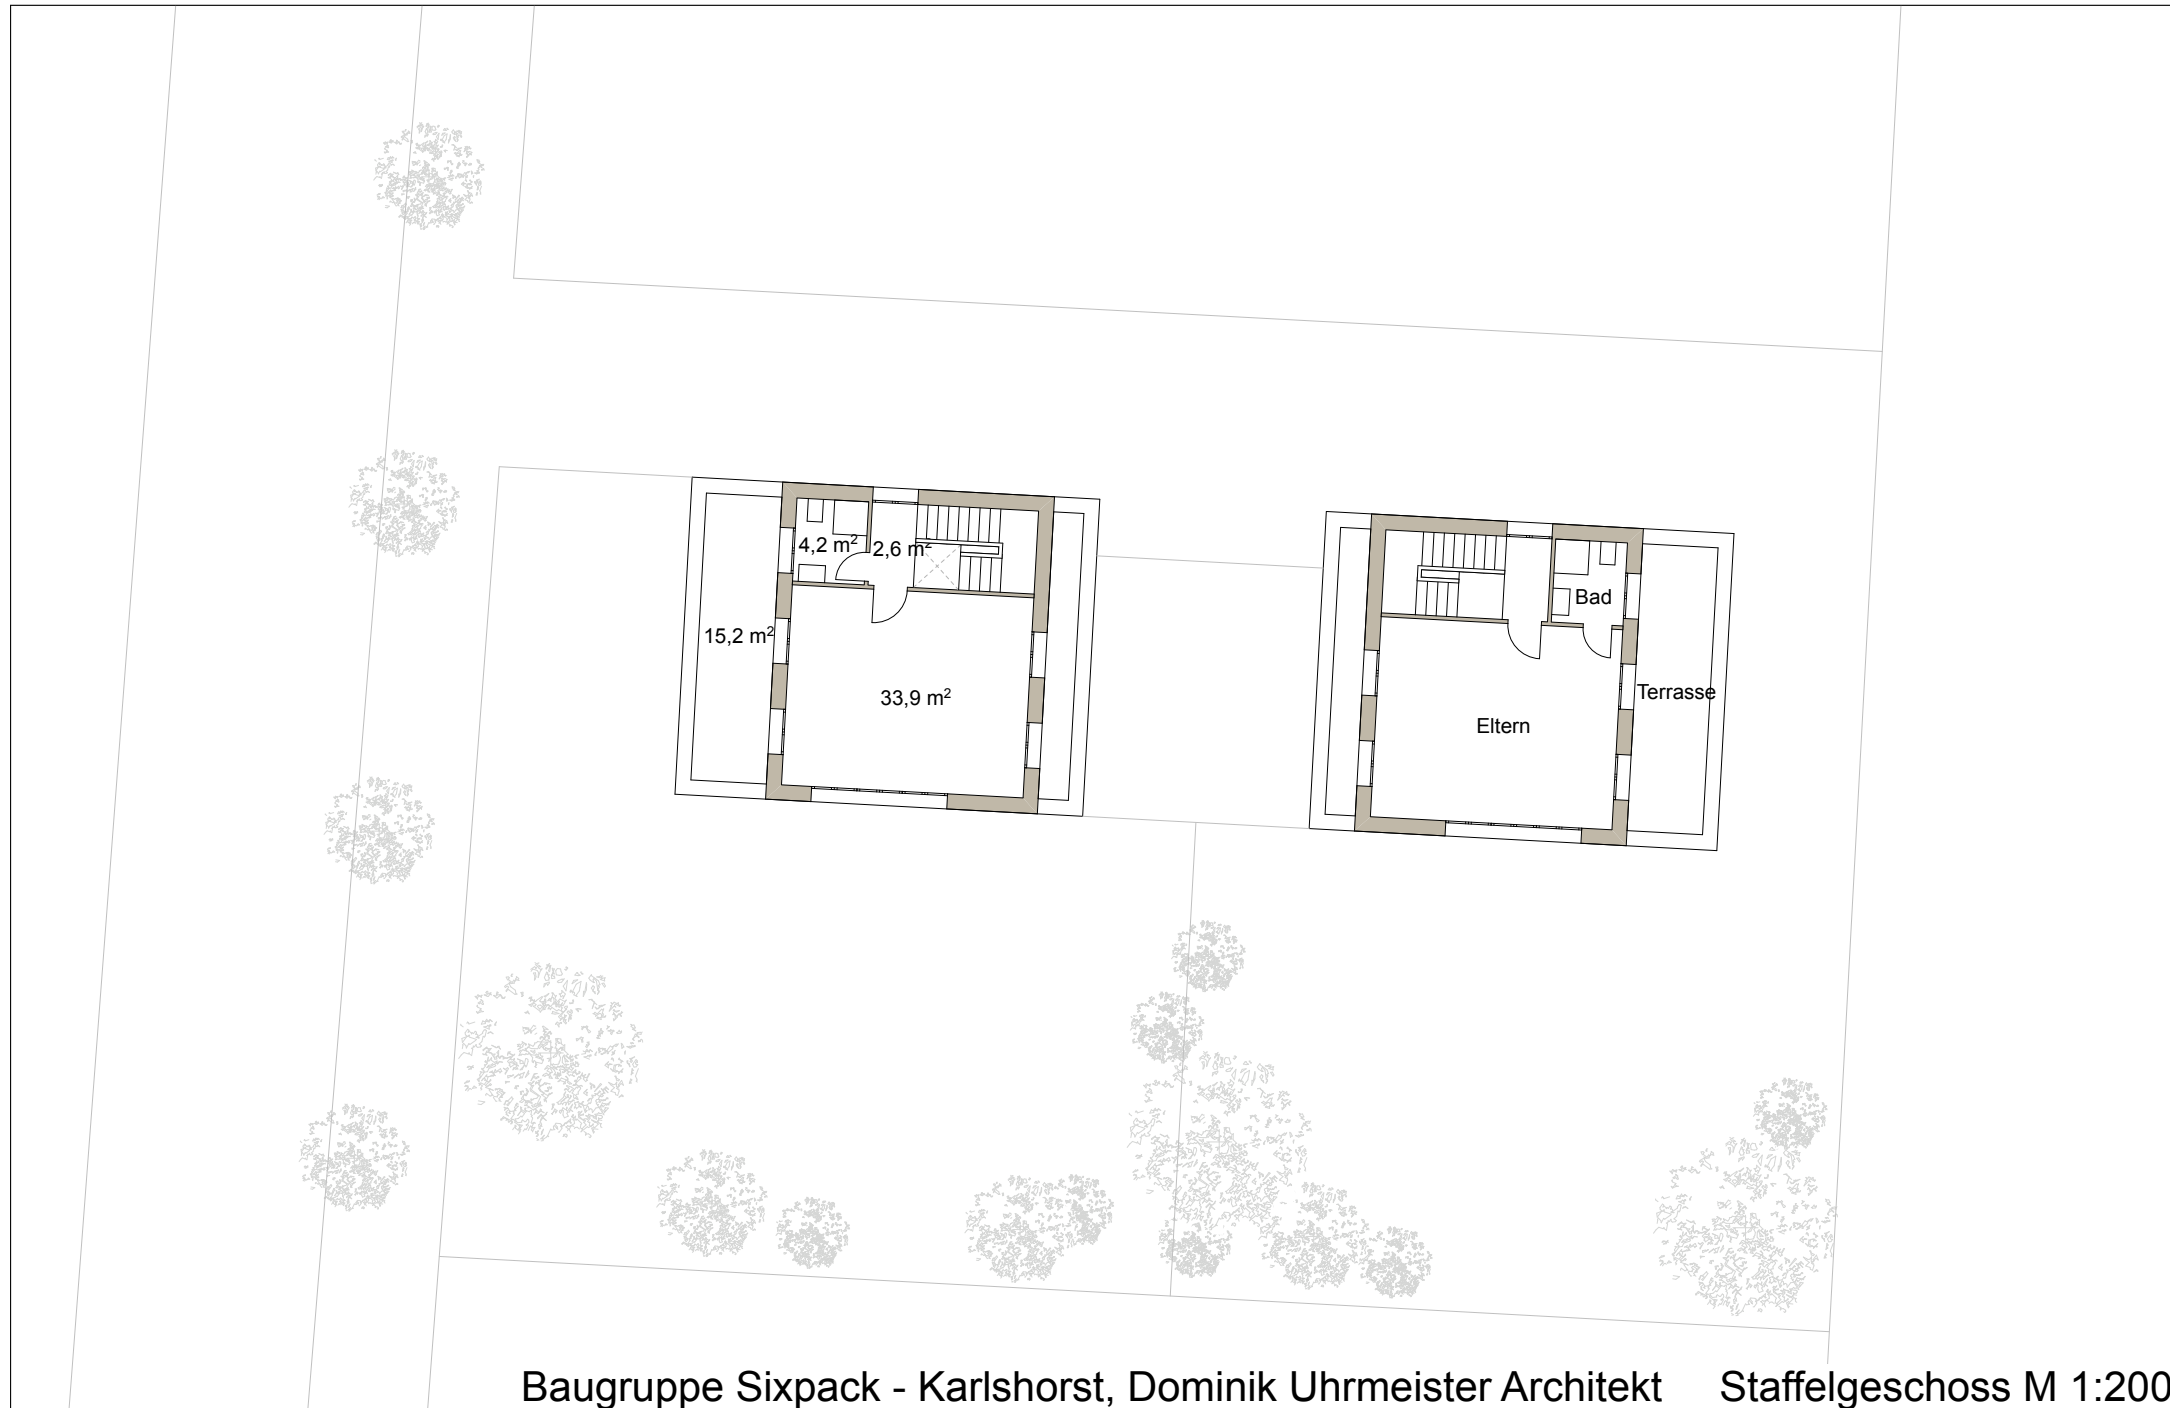 4,2 m²
2,6 m²
15,2 m²
33,9 m²
Bad
Terrasse
Eltern
Baugruppe Sixpack - Karlshorst, Dominik Uhrmeister Architekt Staffelgeschoss M 1:200